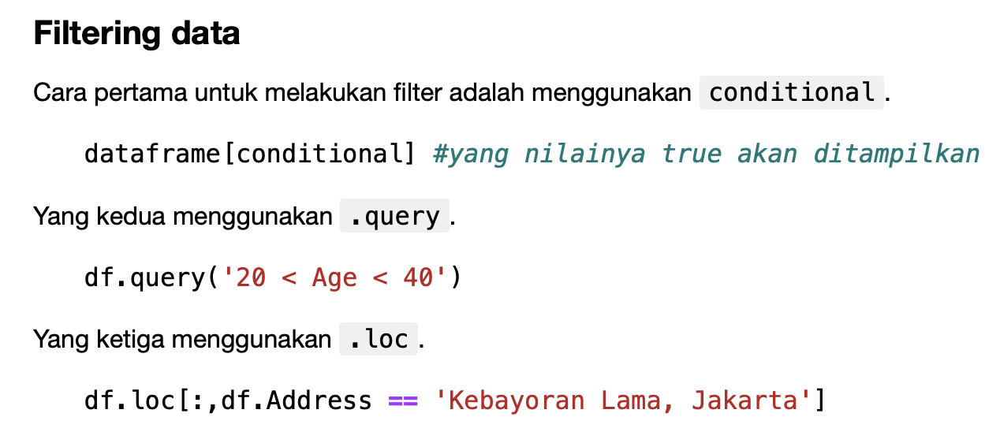 Filtering data
Cara pertama untuk melakukan filter adalah menggunakan conditional.
dataframe[conditional] #yang nilainya true akan ditampilkan
Yang kedua menggunakan .query.
df.query('20 < Age < 40')
Yang ketiga menggunakan .loc.
df.loc[:,df.Address == 'Kebayoran Lama, Jakarta']